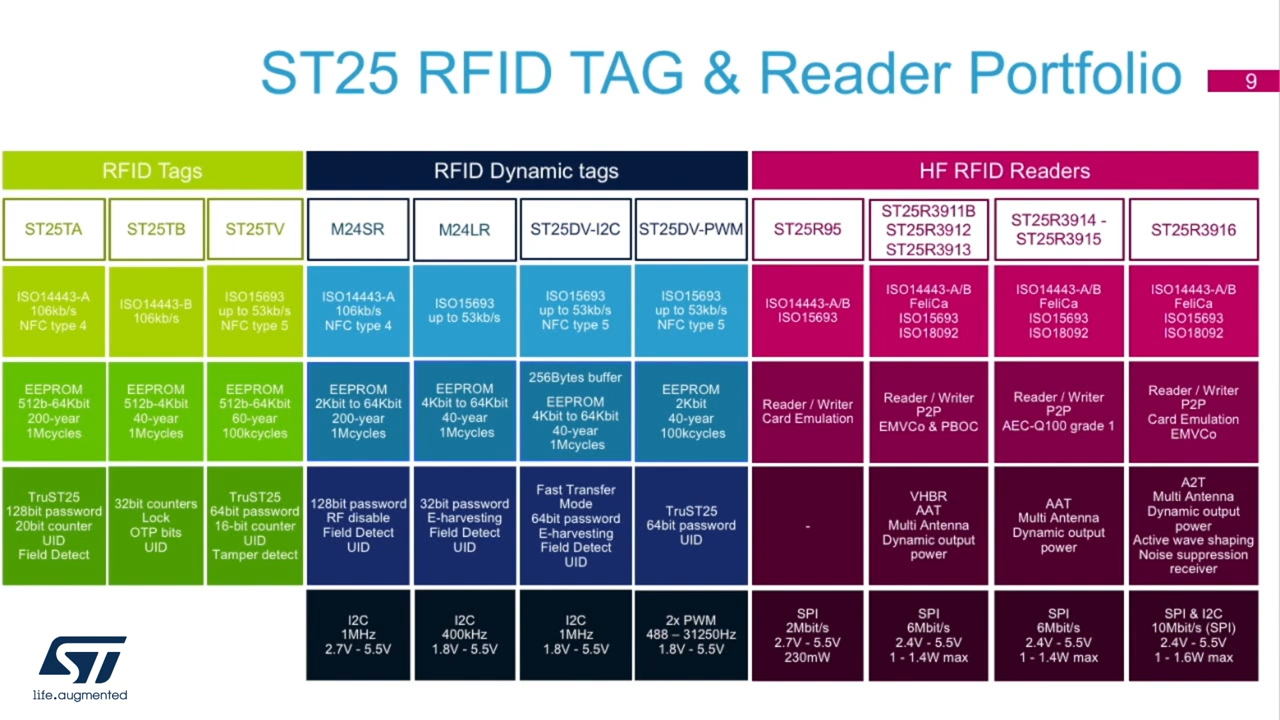 ST25 RFID TAG & Reader Portfolio
9
RFID Tags
RFID Dynamic tags
HF RFID Readers
ST25TA
ST25TB
ST25TV
M24SR
M24LR
ST25DV-I2C
ST25DV-PWM
ST25R95
ST25R3911B
ST25R3912
ST25R3913
ST25R3914 -
ST25R3915
ST25R3916
ISO14443-A
106kb/s
NFC type 4
ISO14443-B
106kb/s
ISO15693
up to 53kb/s
NFC type 5
ISO14443-A
106kb/s
NFC type 4
ISO15693
up to 53kb/s
ISO15693
up to 53kb/s
NFC type 5
ISO15693
up to 53kb/s
NFC type 5
ISO14443-A/B
ISO15693
ISO14443-A/B
FeliCa
ISO15693
ISO18092
ISO14443-A/B
FeliCa
ISO15693
ISO18092
ISO14443-A/B
FeliCa
ISO15693
ISO18092
EEPROM
512b-64Kbit
200-year
1Mcycles
EEPROM
512b-4Kbit
40-year
1Mcycles
EEPROM
512b-64Kbit
60-year
100kcycles
EEPROM
2Kbit to 64Kbit
200-year
1Mcycles
EEPROM
4Kbit to 64Kbit
40-year
1Mcycles
256Bytes buffer
EEPROM
4Kbit to 64Kbit
40-year
1Mcycles
EEPROM
2Kbit
40-year
100kcycles
Reader / Writer
Card Emulation
Reader / Writer
P2P
EMVCo & PBOC
Reader / Writer
P2P
AEC-Q100 grade 1
Reader / Writer
P2P
Card Emulation
EMVCo
TruST25
128bit password
20bit counter
UID
Field Detect
32bit counters
Lock
OTP bits
UID
TruST25
64bit password
16-bit counter
UID
Tamper detect
128bit password
RF disable
Field Detect
UID
32bit password
E-harvesting
Field Detect
UID
Fast Transfer
Mode
64bit password
E-harvesting
Field Detect
UID
TruST25
64bit password
UID
-
VHBR
AAT
Multi Antenna
Dynamic output
power
AAT
Multi Antenna
Dynamic output
power
A2T
Multi Antenna
Dynamic output
power
Active wave shaping
Noise suppression
receiver
I2C
1MHz
2.7V - 5.5V
I2C
400kHz
1.8V - 5.5V
I2C
1MHz
1.8V - 5.5V
2x PWM
488 – 31250Hz
1.8V - 5.5V
SPI
2Mbit/s
2.7V - 5.5V
230mW
SPI
6Mbit/s
2.4V - 5.5V
1 - 1.4W max
SPI
6Mbit/s
2.4V - 5.5V
1 - 1.4W max
SPI & I2C
10Mbit/s (SPI)
2.4V - 5.5V
1 - 1.6W max
ST
life.augmented